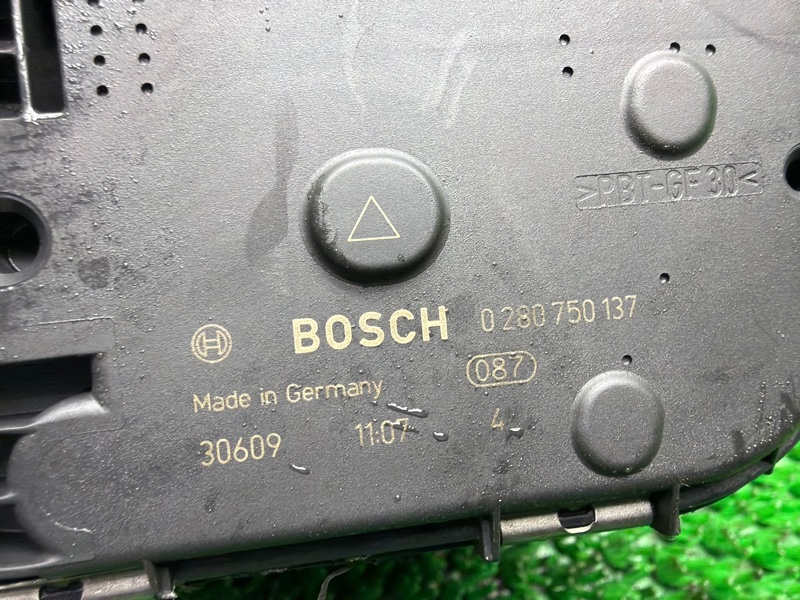 >PBT-GF30<
BOSCH 0 280 750 137
087
Made in Germany
30609 11:07 4